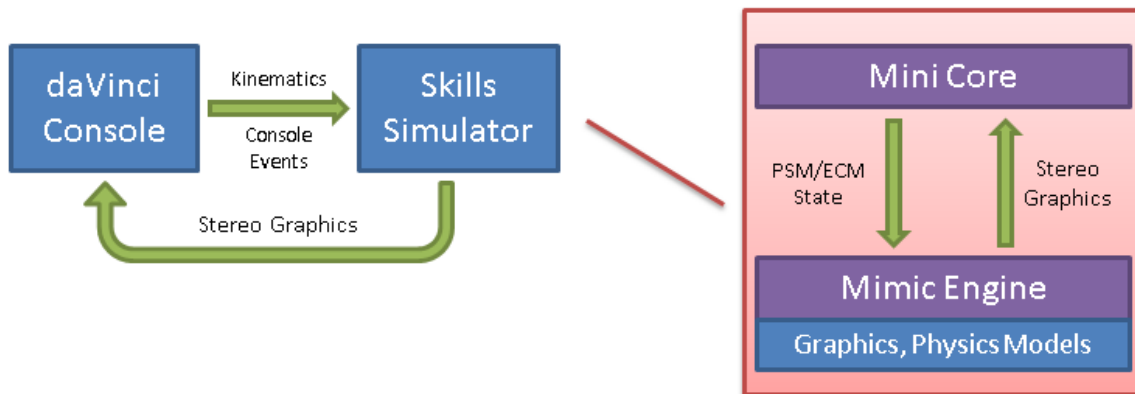 daVinci
Console
Kinematics
Console
Events
Skills
Simulator
Stereo Graphics
Mini Core
PSM/ECM
State
Stereo
Graphics
Mimic Engine
Graphics, Physics Models